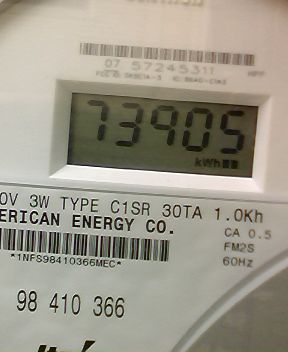 07 57245311
73905
kWh
0V 3W TYPE C1SR 30TA 1.0Kh
ERICAN ENERGY CO.
CA 0.5
FM2S
*1NFS98410366MEC*
60Hz
98 410 366